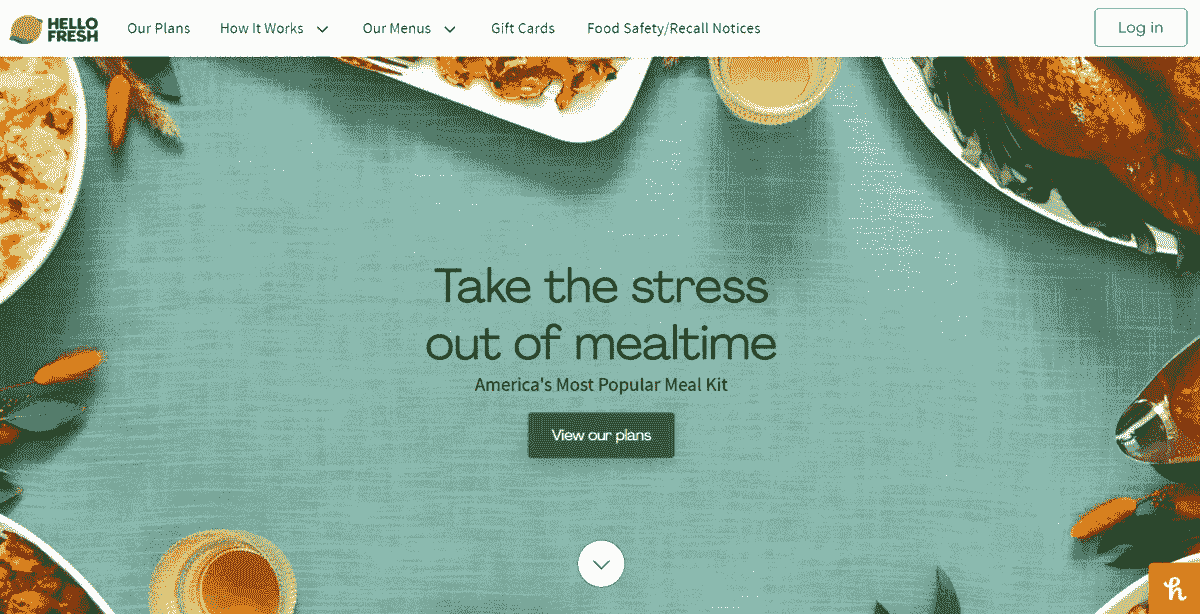 HELLO
FRESH
Our Plans
How It Works
Our Menus
Gift Cards
Food Safety/Recall Notices
Log in
Take the stress
out of mealtime
America's Most Popular Meal Kit
View our plans
h